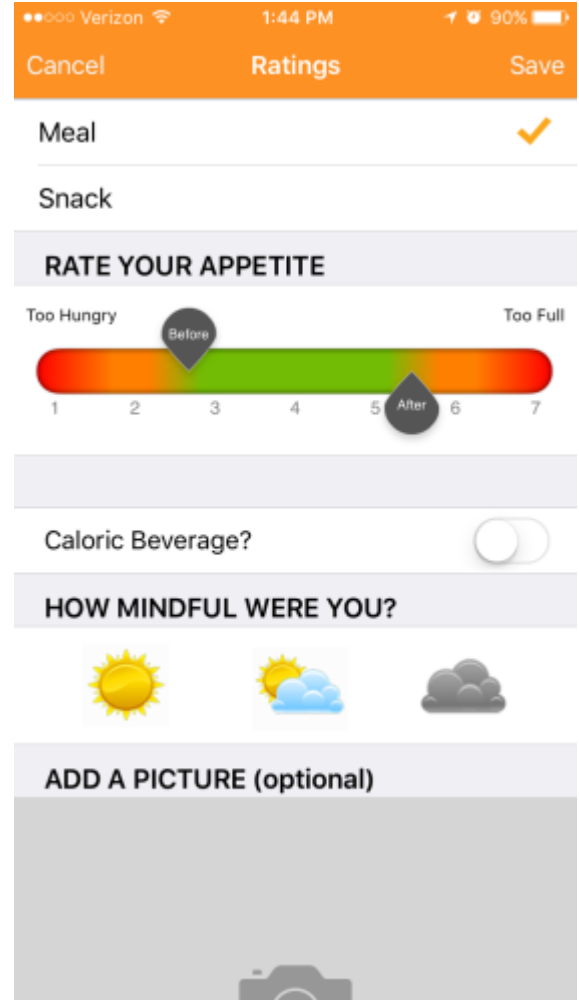 Verizon 1:44 PM 90%
Cancel Ratings Save
Meal
Snack
RATE YOUR APPETITE
Too Hungry Too Full
Before
1 2 3 4 5 After 6 7
Caloric Beverage?
HOW MINDFUL WERE YOU?
ADD A PICTURE (optional)